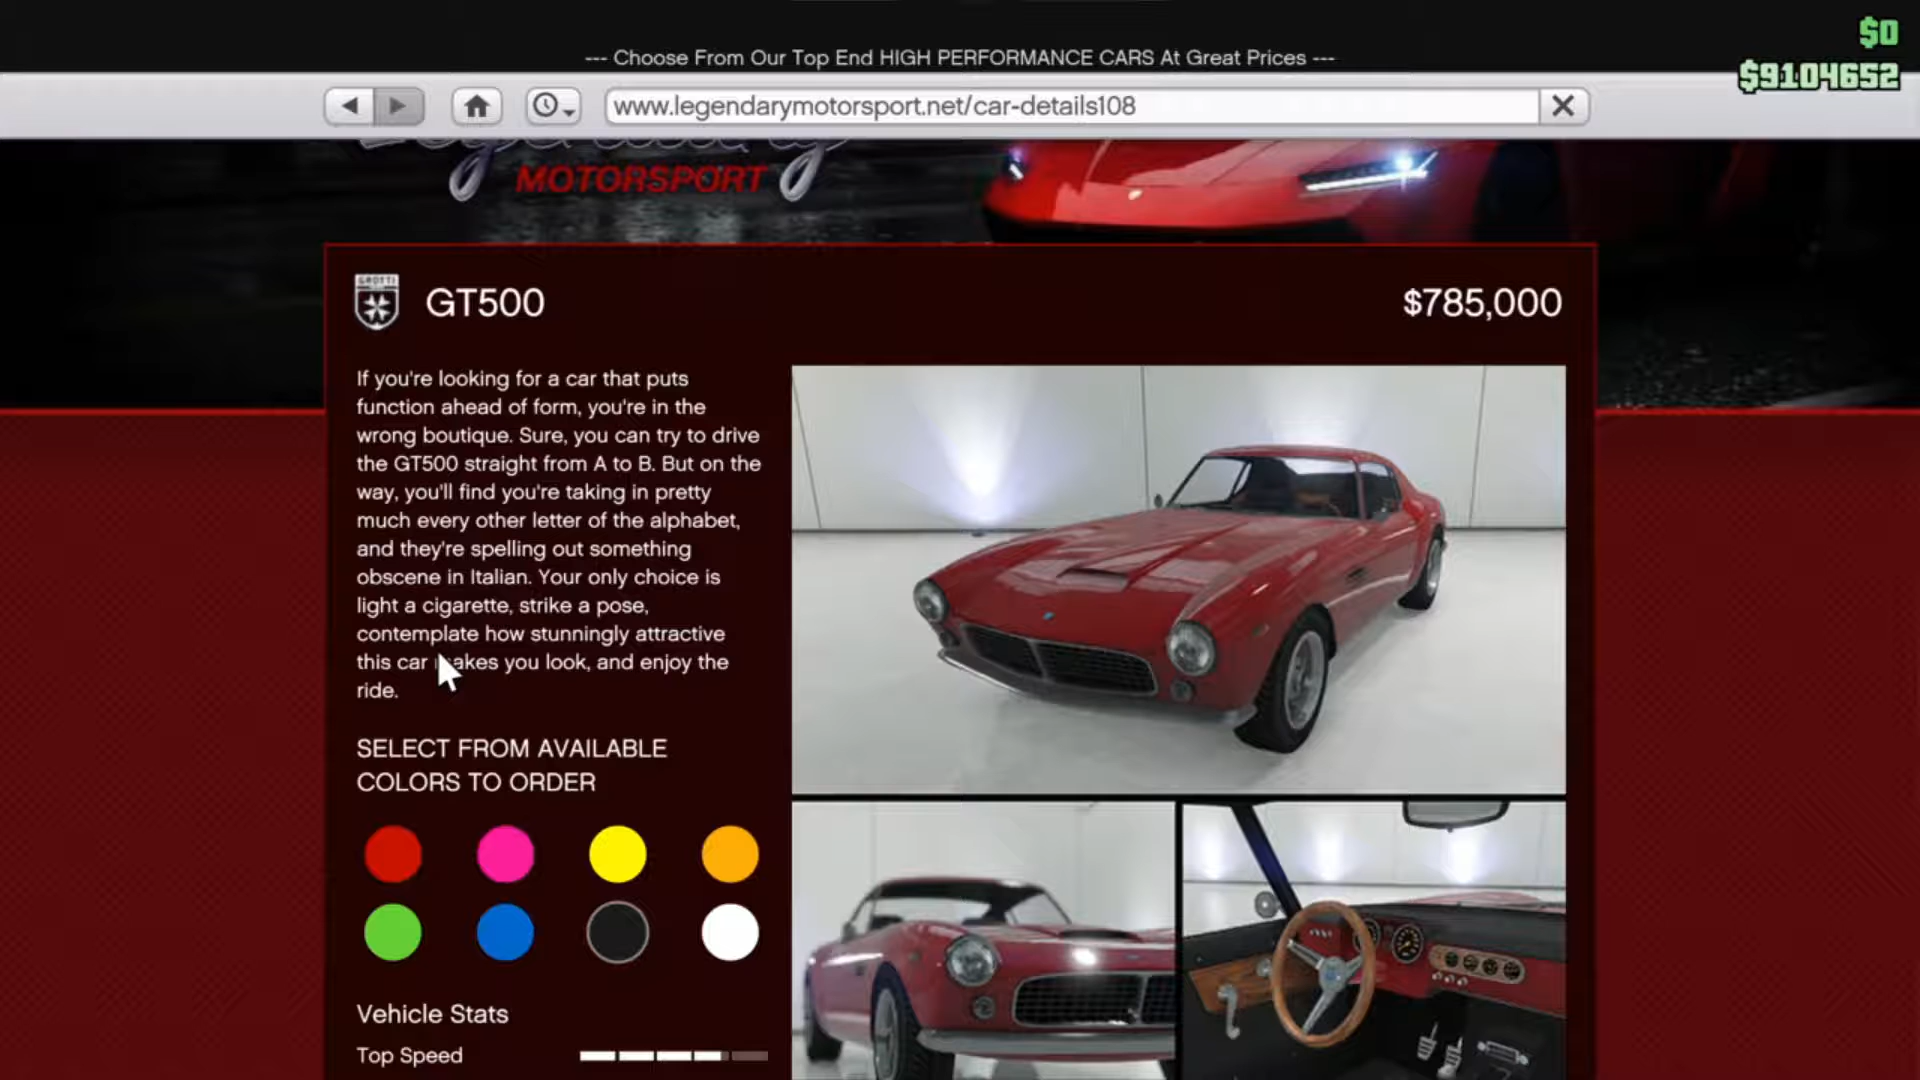 $0
--- Choose From Our Top End HIGH PERFORMANCE CARS At Great Prices ---
$9104652
www.legendarymotorsport.net/car-details108
Legendary
MOTORSPORT
GROTTI
GT500
$785,000
If you're looking for a car that puts
function ahead of form, you're in the
wrong boutique. Sure, you can try to drive
the GT500 straight from A to B. But on the
way, you'll find you're taking in pretty
much every other letter of the alphabet,
and they're spelling out something
obscene in Italian. Your only choice is
light a cigarette, strike a pose,
contemplate how stunningly attractive
this car makes you look, and enjoy the
ride.
SELECT FROM AVAILABLE
COLORS TO ORDER
Vehicle Stats
Top Speed